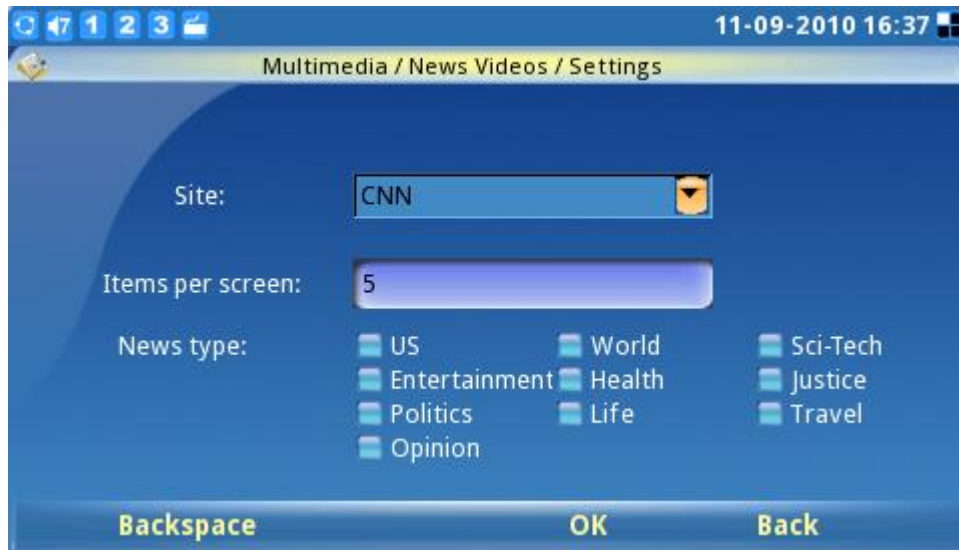 7 1 2 3 11-09-2010 16:37
Multimedia / News Videos / Settings
Site: CNN
Items per screen: 5
News type: US World Sci-Tech
Entertainment Health Justice
Politics Life Travel
Opinion
Backspace OK Back